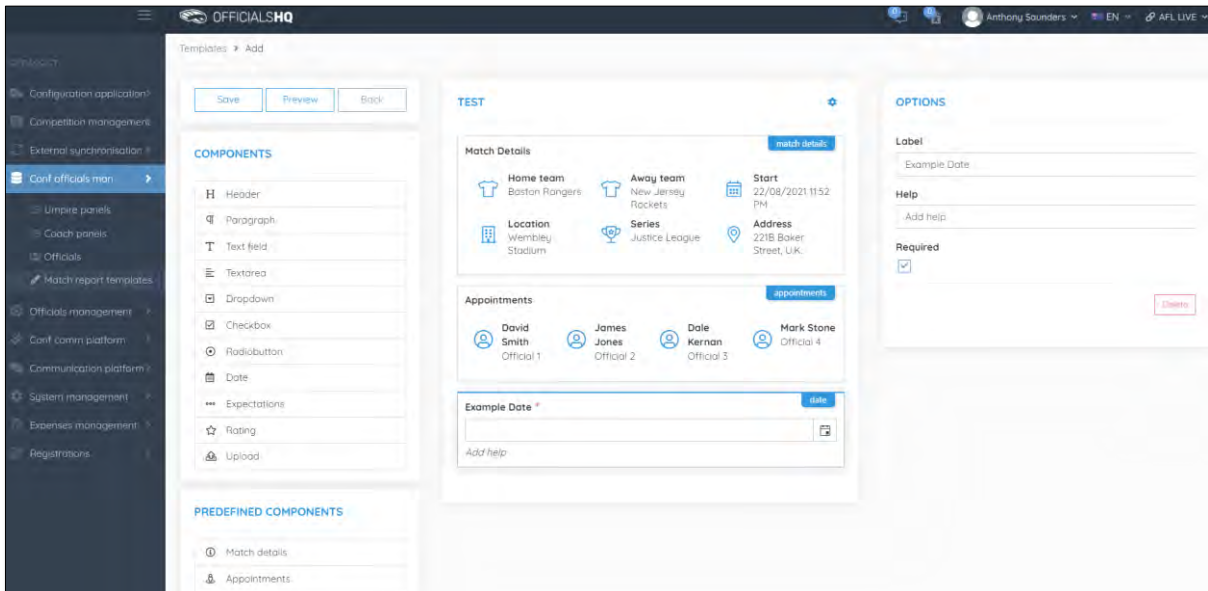 OFFICIALSHQ
Anthony Saunders
EN
AFL LIVE
Templates > Add
Configuration application
Competition management
External synchronisation
Conf officials man
Umpire panels
Coach panels
Officials
Match report templates
Officials management
Conf comm platform
Communication platform
System management
Expenses management
Registrations
Save
Preview
Back
COMPONENTS
H Header
¶ Paragraph
T Text field
Textarea
Dropdown
Checkbox
Radiobutton
Date
Expectations
Rating
Upload
PREDEFINED COMPONENTS
Match details
Appointments
TEST
match details
Match Details
Home team
Boston Rangers
Away team
New Jersey
Rockets
Start
22/08/2021 11:52
PM
Location
Wembley
Stadium
Series
Justice League
Address
221B Baker
Street, U.K.
appointments
Appointments
David
Smith
Official 1
James
Jones
Official 2
Dale
Kernan
Official 3
Mark Stone
Official 4
date
Example Date *
Add help
OPTIONS
Label
Example Date
Help
Add help
Required
Delete